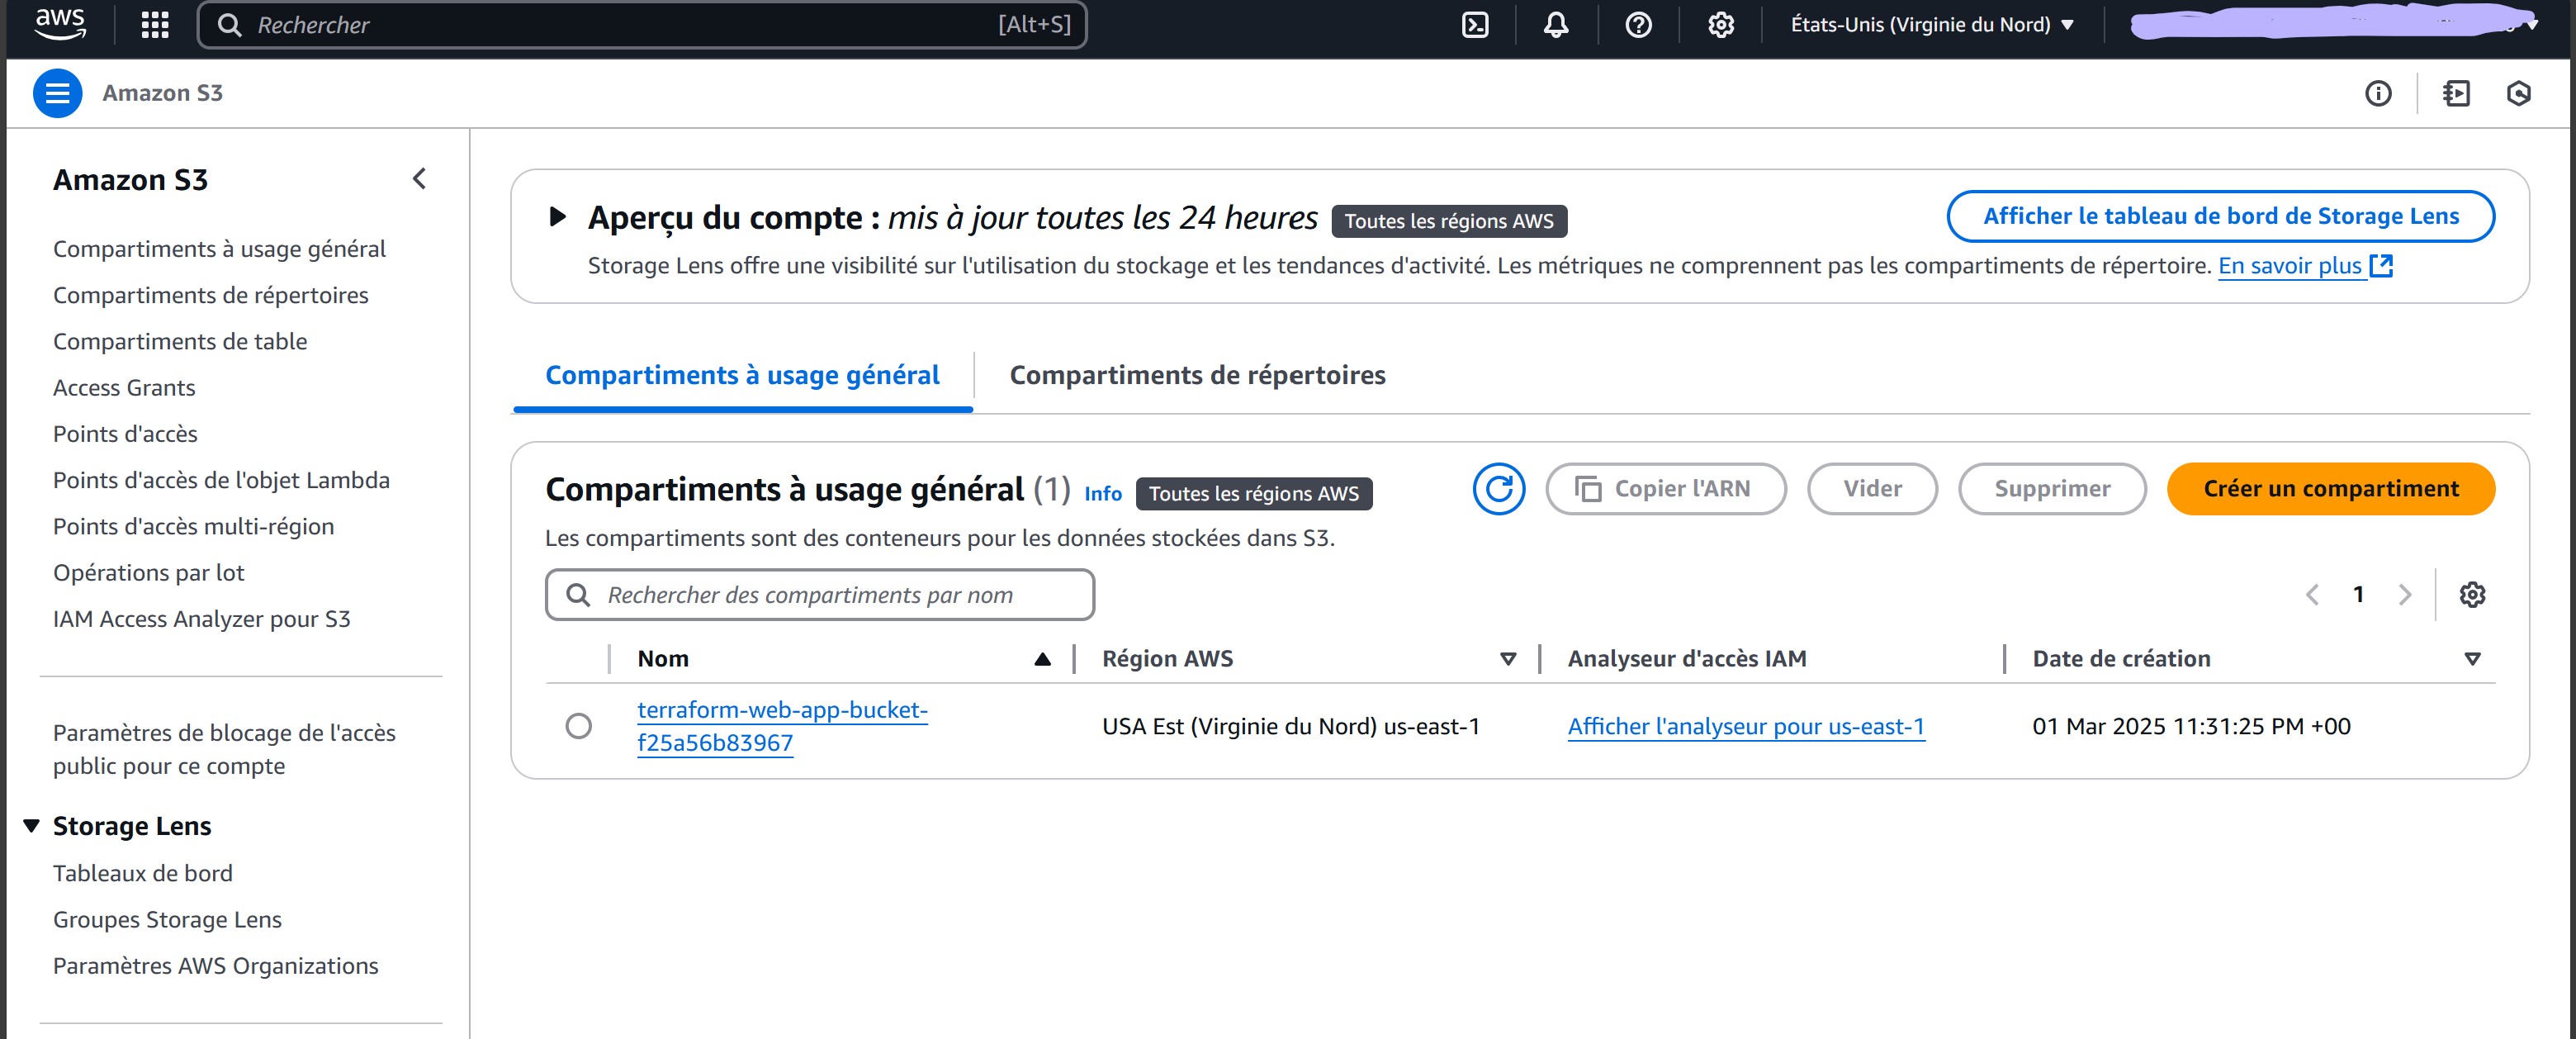 aws
Rechercher
[Alt+S]
États-Unis (Virginie du Nord)
Amazon S3
Amazon S3
Compartiments à usage général
Compartiments de répertoires
Compartiments de table
Access Grants
Points d'accès
Points d'accès de l'objet Lambda
Points d'accès multi-région
Opérations par lot
IAM Access Analyzer pour S3
Paramètres de blocage de l'accès
public pour ce compte
Storage Lens
Tableaux de bord
Groupes Storage Lens
Paramètres AWS Organizations
Aperçu du compte : mis à jour toutes les 24 heures
Toutes les régions AWS
Afficher le tableau de bord de Storage Lens
Storage Lens offre une visibilité sur l'utilisation du stockage et les tendances d'activité. Les métriques ne comprennent pas les compartiments de répertoire. En savoir plus
Compartiments à usage général
Compartiments de répertoires
Compartiments à usage général (1) Info
Toutes les régions AWS
Copier l'ARN
Vider
Supprimer
Créer un compartiment
Les compartiments sont des conteneurs pour les données stockées dans S3.
Rechercher des compartiments par nom
1
Nom
Région AWS
Analyseur d'accès IAM
Date de création
terraform-web-app-bucket-
f25a56b83967
USA Est (Virginie du Nord) us-east-1
Afficher l'analyseur pour us-east-1
01 Mar 2025 11:31:25 PM +00